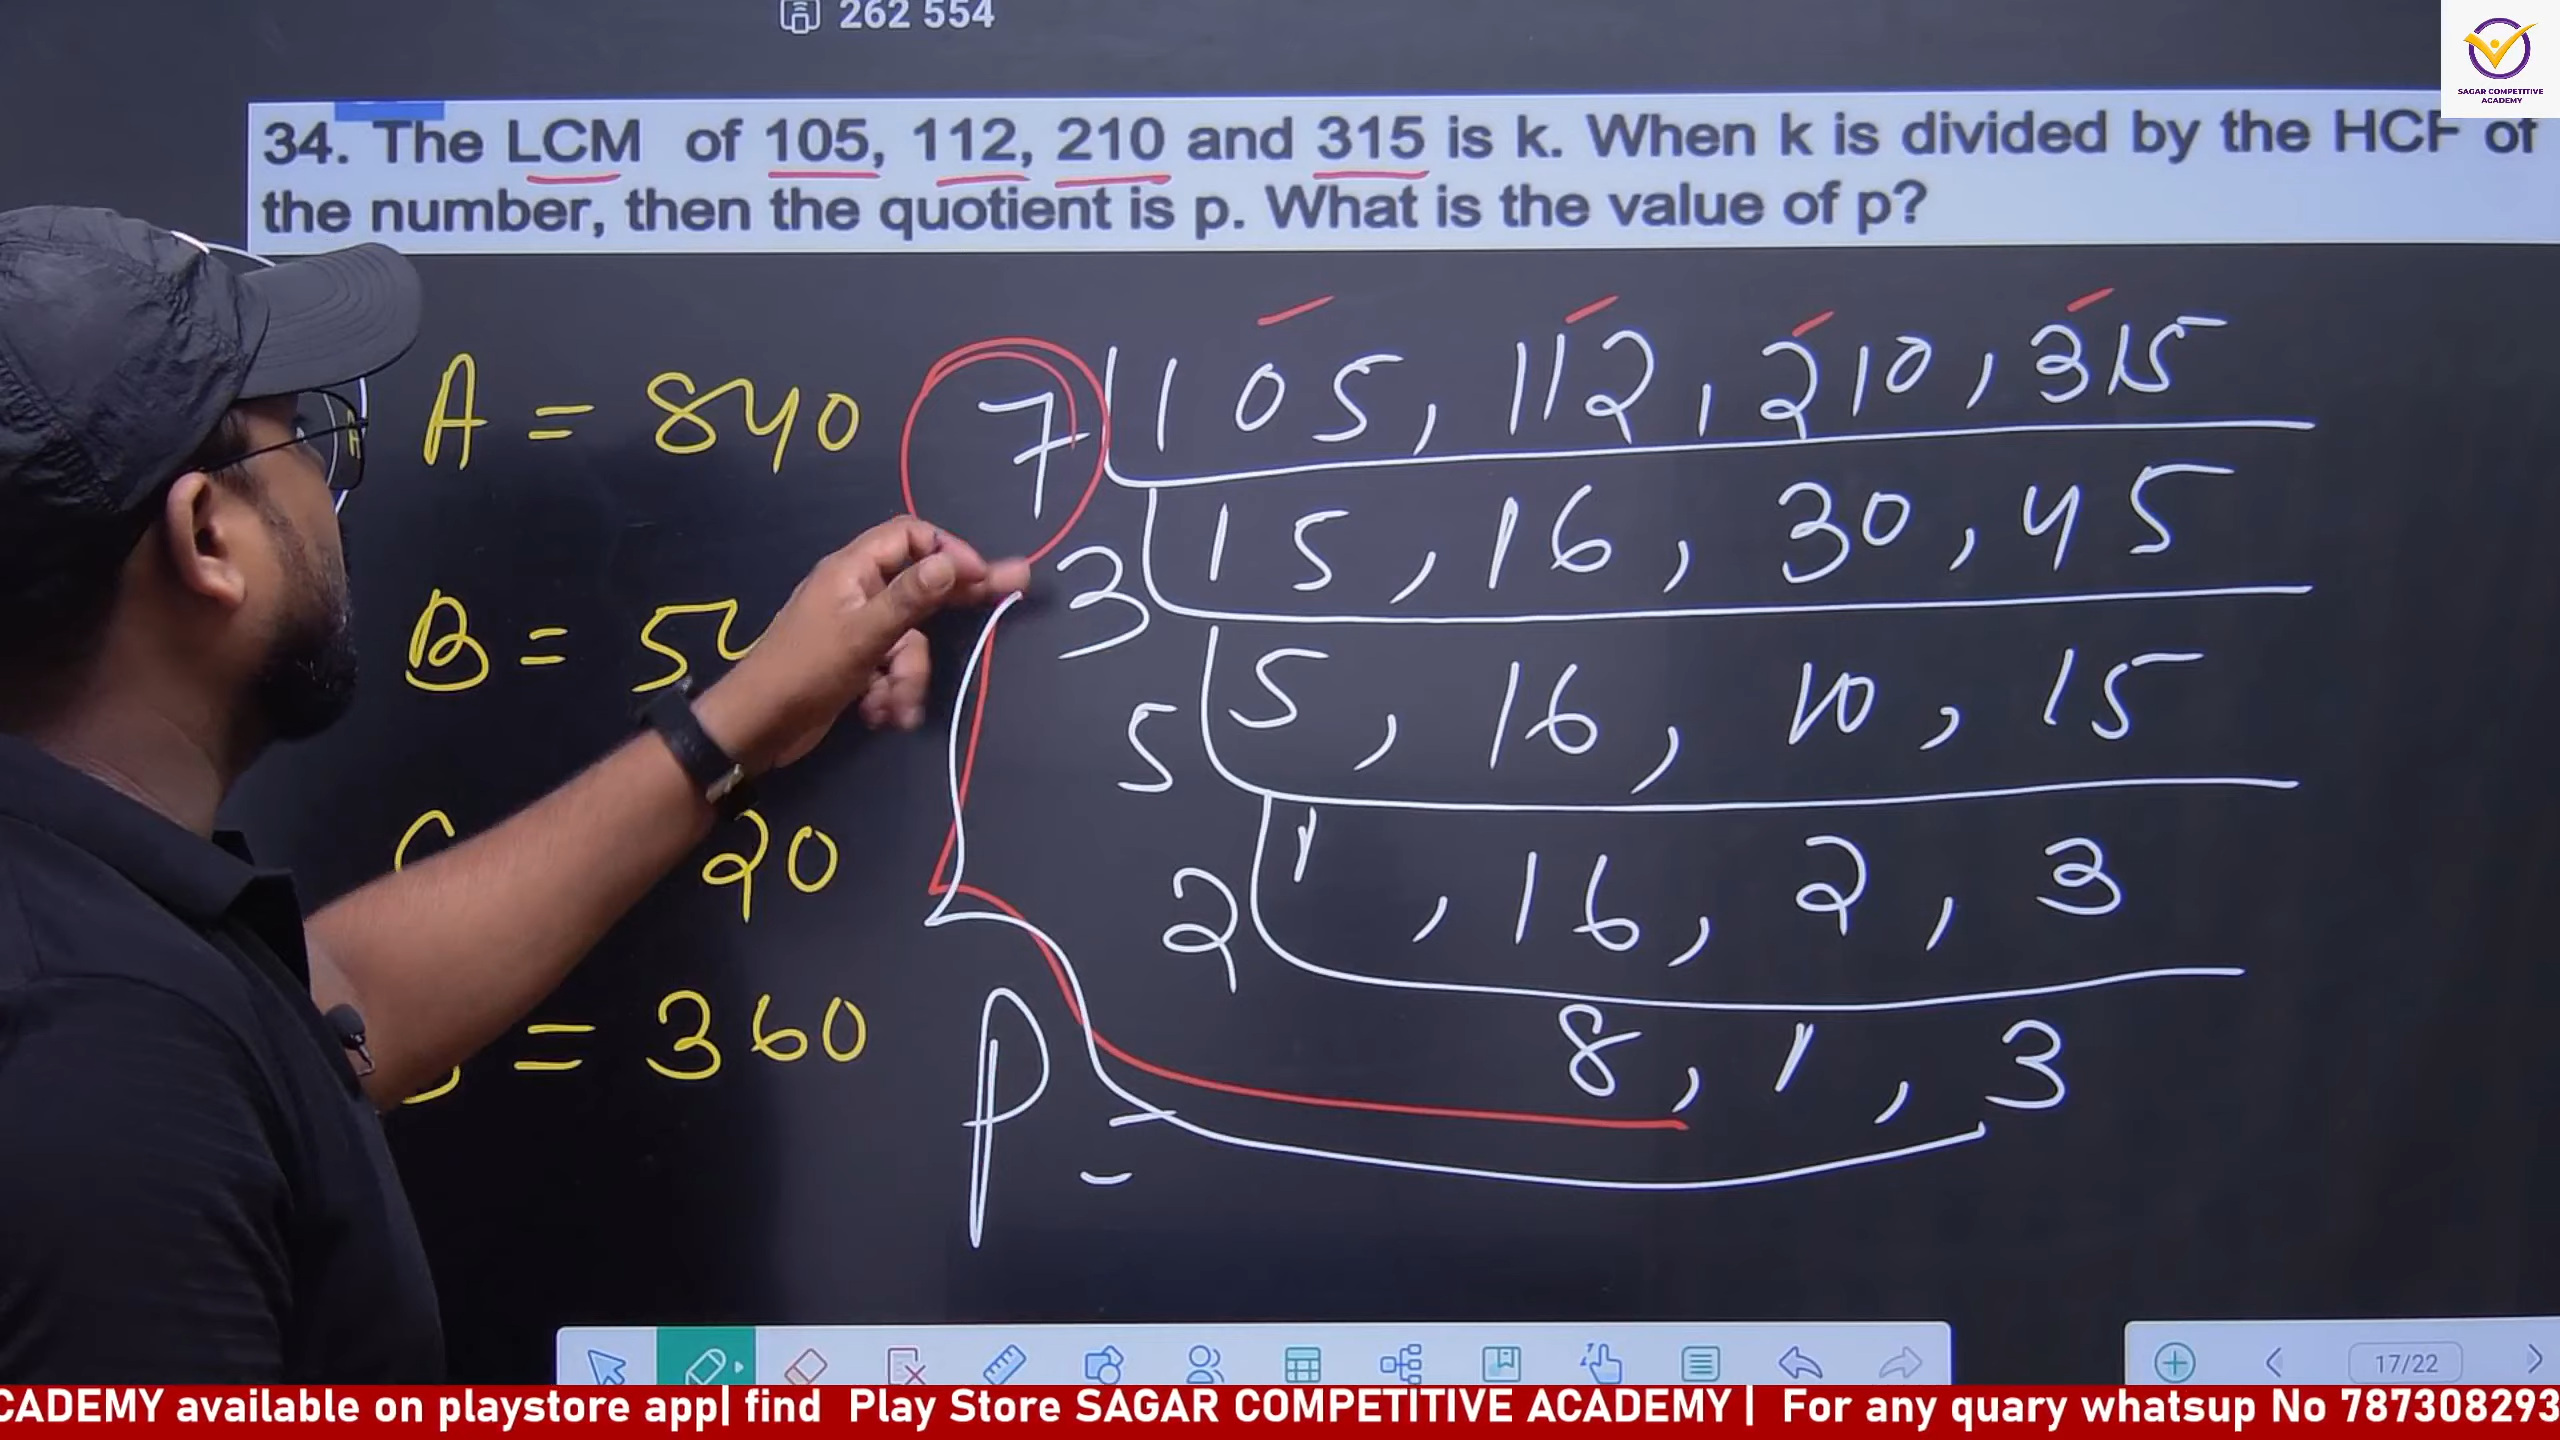 262 554
SAGAR COMPETITIVE
ACADEMY
34. The LCM of 105, 112, 210 and 315 is k. When k is divided by the HCF of
the number, then the quotient is p. What is the value of p?
A = 840
B = 5
20
= 360
7 105, 112, 210, 315
3 15, 16, 30, 45
5 5, 16, 10, 15
2 1, 16, 2, 3
8, 1, 3
P =
17/22
CADEMY available on playstore app| find Play Store SAGAR COMPETITIVE ACADEMY | For any quary whatsup No 787308293